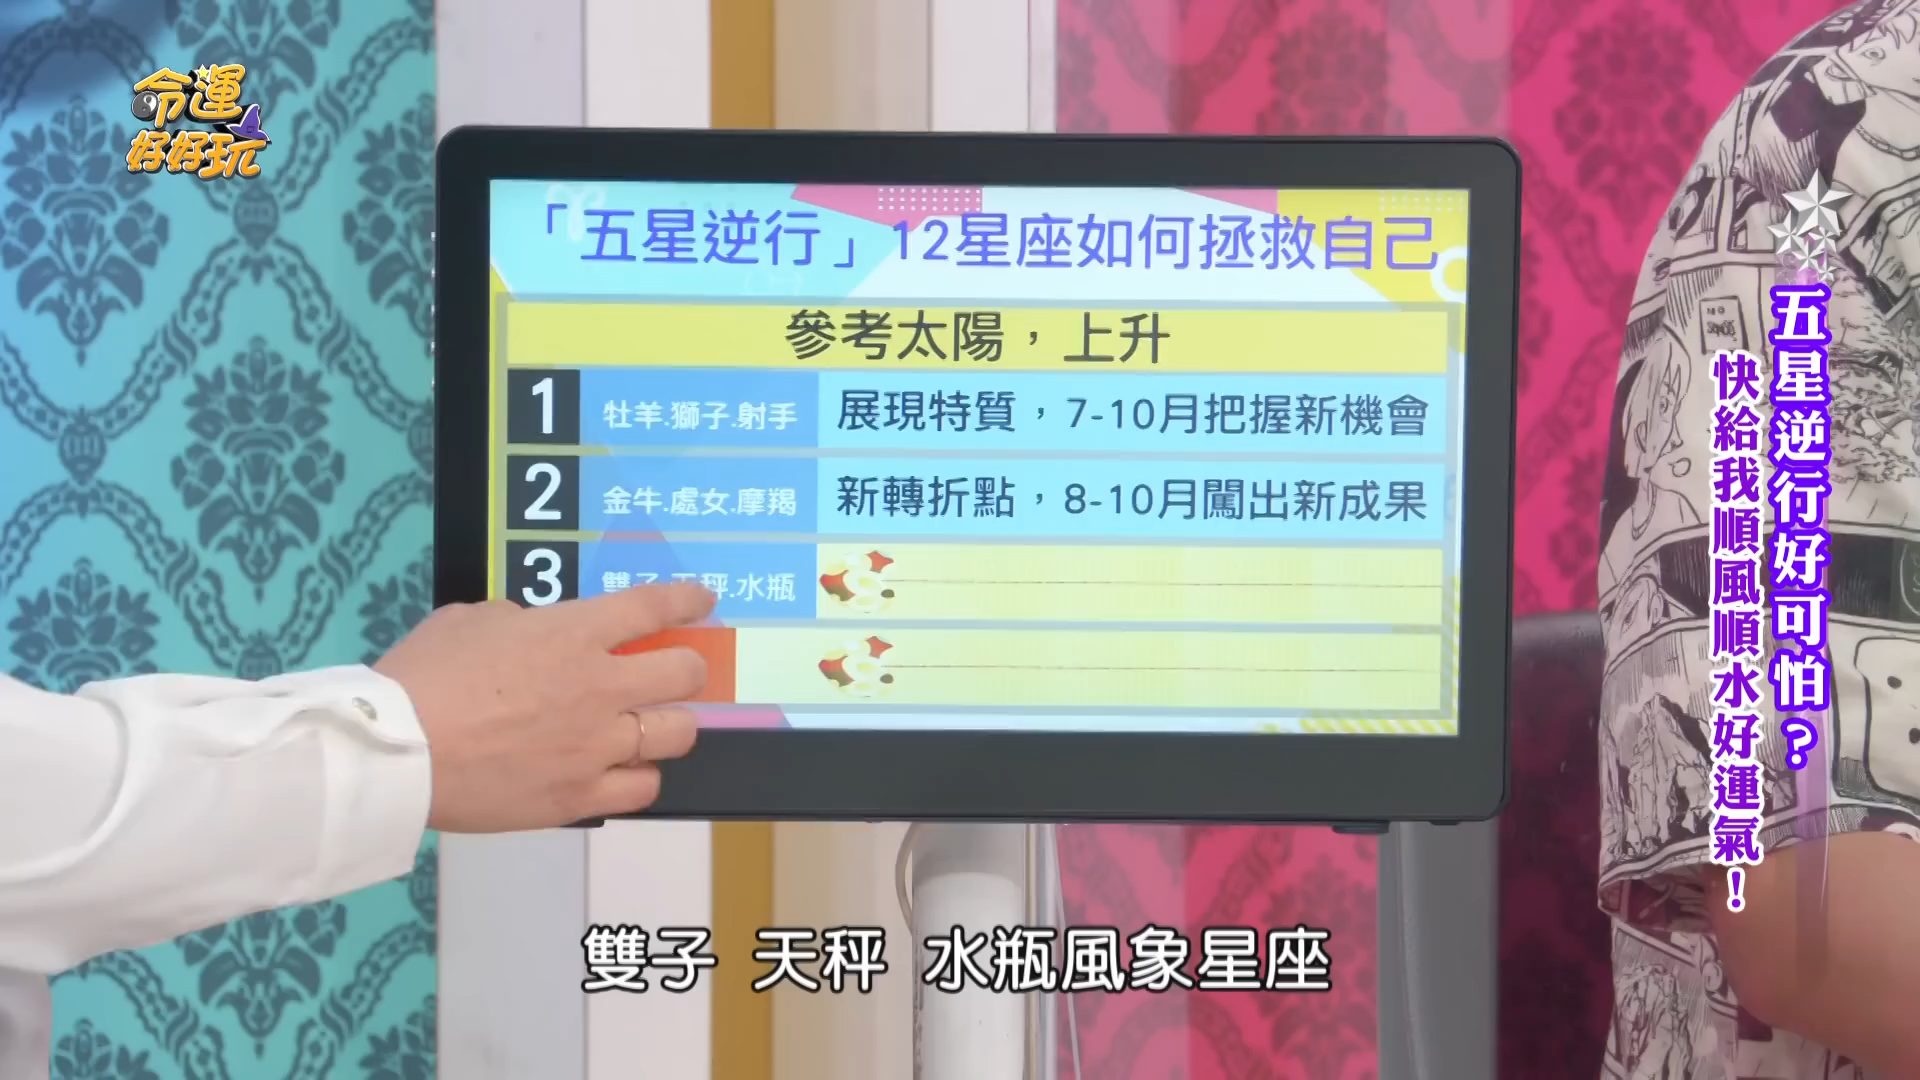 命運
好好玩
「五星逆行」12星座如何拯救自己
參考太陽，上升
1 牡羊.獅子.射手 展現特質，7-10月把握新機會
2 金牛.處女.摩羯 新轉折點，8-10月闖出新成果
3 雙子.天秤.水瓶
五星逆行好可怕？
快給我順風順水好運氣！
雙子 天秤 水瓶風象星座